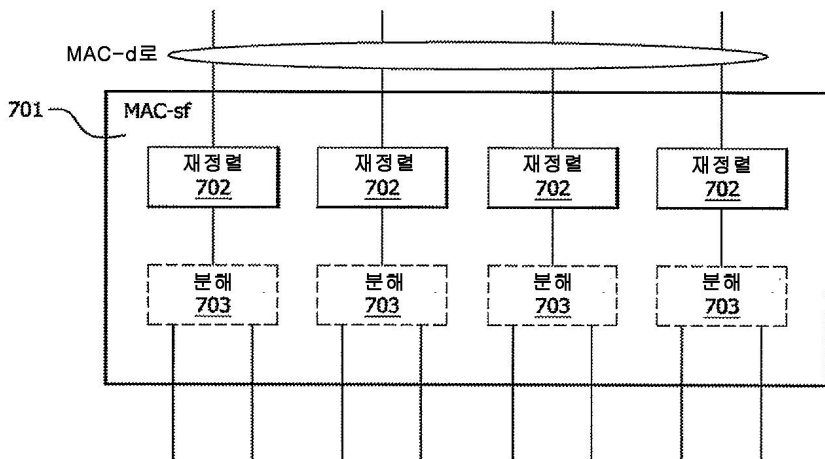 MAC-d로
701
MAC-sf
재정렬 재정렬 재정렬 재정렬
702 702 702 702
분해 분해 분해 분해
703 703 703 703